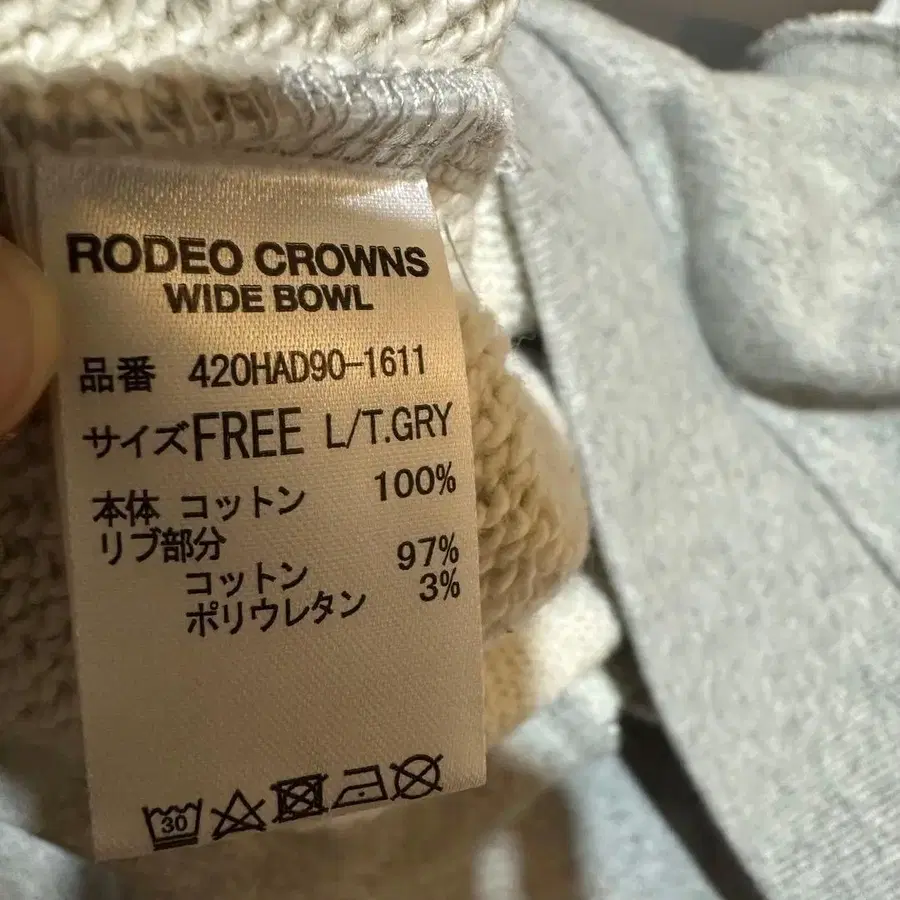 RODEO CROWNS
WIDE BOWL
品番 420HAD90-1611
サイズFREE L/T.GRY
本体 コットン 100%
リブ部分
コットン 97%
ポリウレタン 3%
30